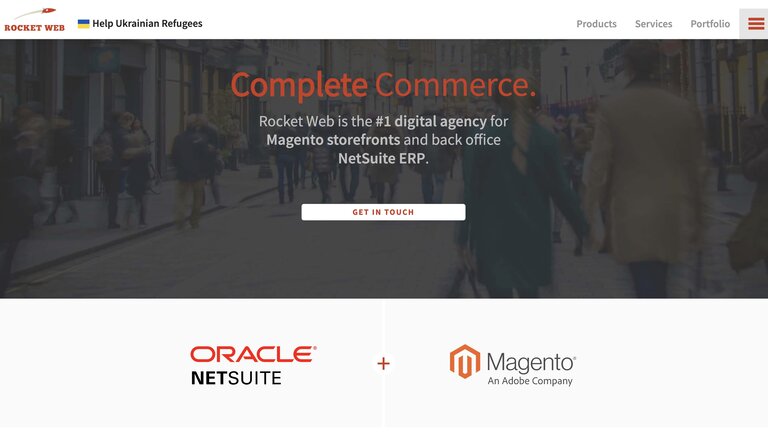 ROCKET WEB
Help Ukrainian Refugees
Products
Services
Portfolio
Complete Commerce.
Rocket Web is the #1 digital agency for
Magento storefronts and back office
NetSuite ERP.
GET IN TOUCH
ORACLE®
NETSUITE
+
Magento®
An Adobe Company